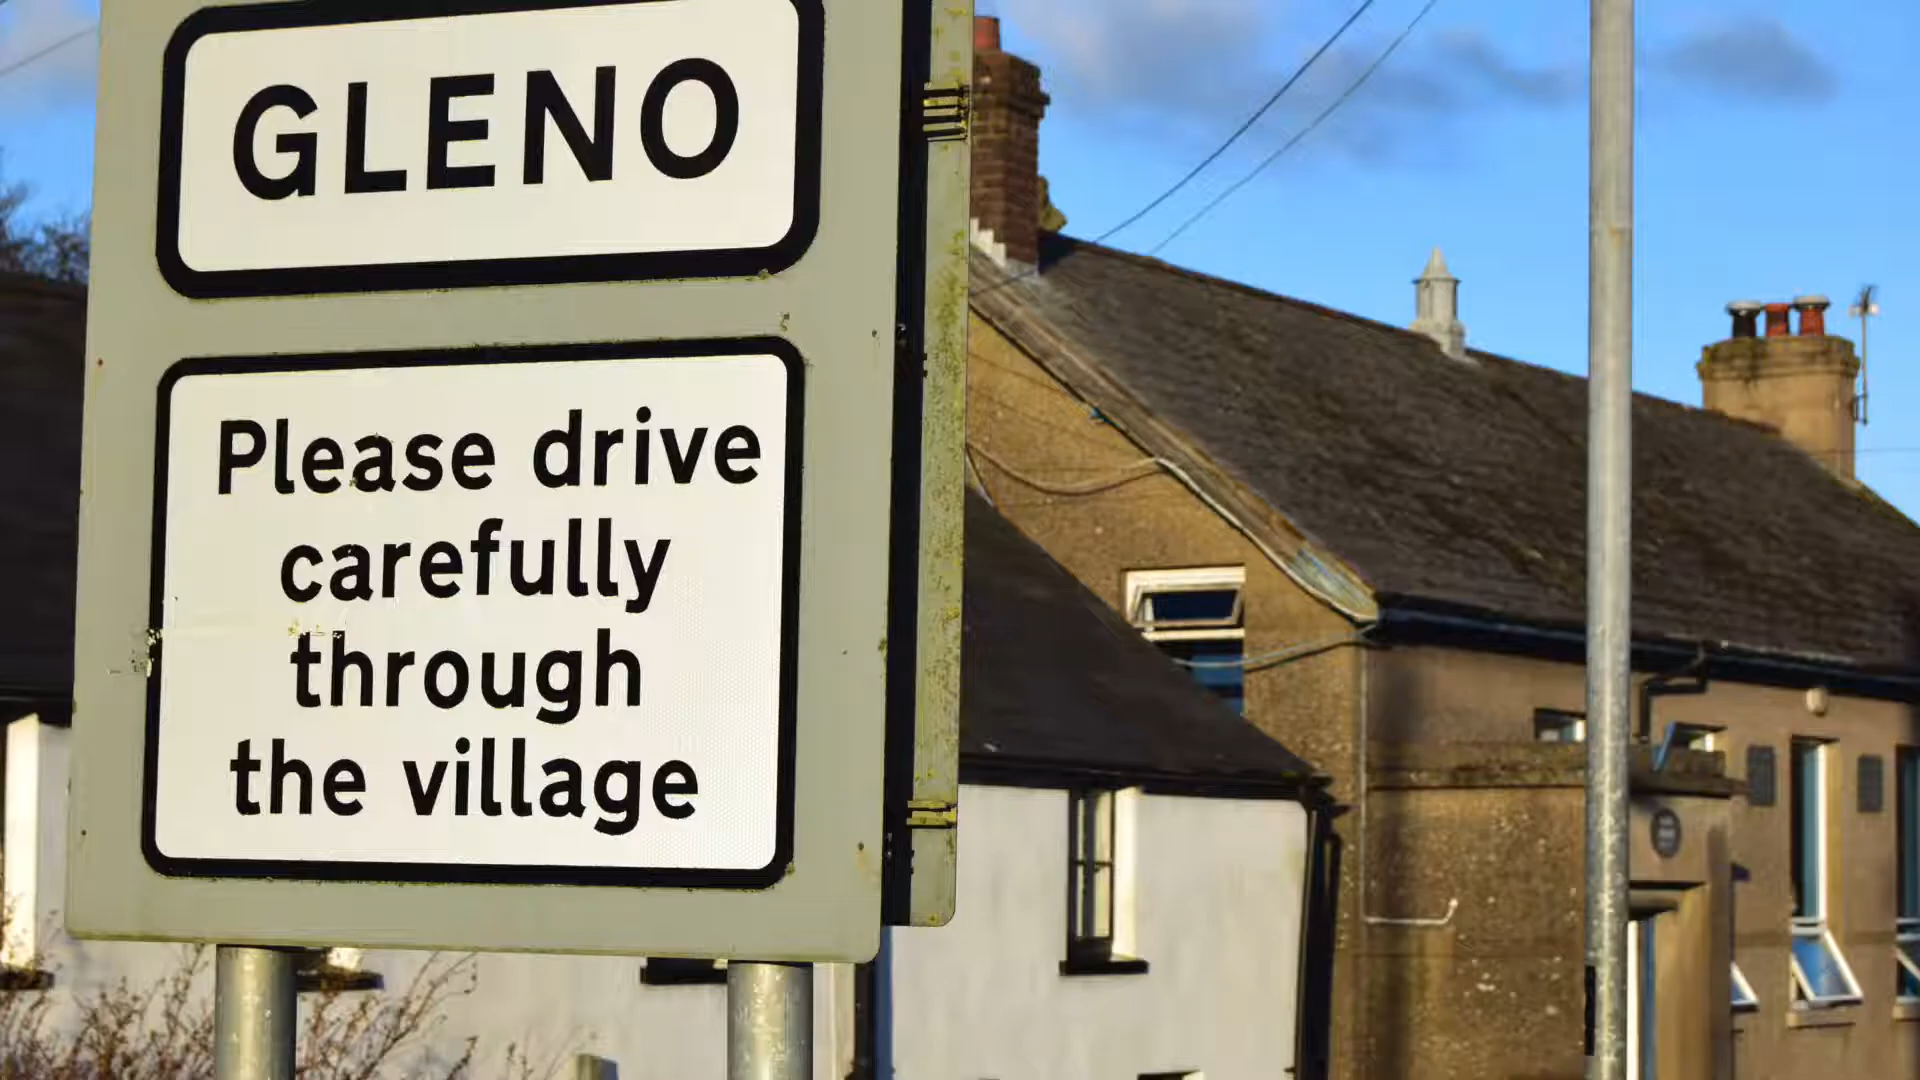 GLENO
Please drive
carefully
through
the village